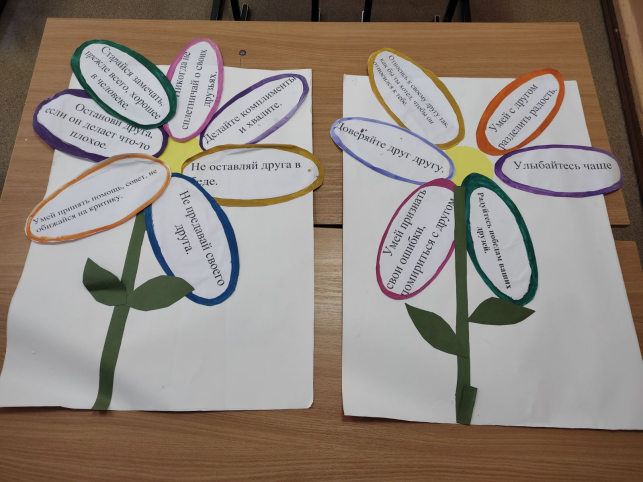 Старайся замечать,
прежде всего, хорошее
в человеке.
Никогда не
сплетничай о своих
друзьях.
Делайте комплименты
и хвалите.
Останови друга,
если он делает что-то
плохое.
Не оставляй друга в
беде.
Умей принять помощь, совет, не
обижайся на критику.
Не предавай своего
друга.
Относись к своему другу так,
как бы ты хотел, чтобы он
относился к тебе.
Умей с другом
разделить радость.
Доверяйте друг другу.
Улыбайтесь чаще
Умей признать
свои ошибки,
помириться с другом
Радуйтесь победам ваших
друзей.